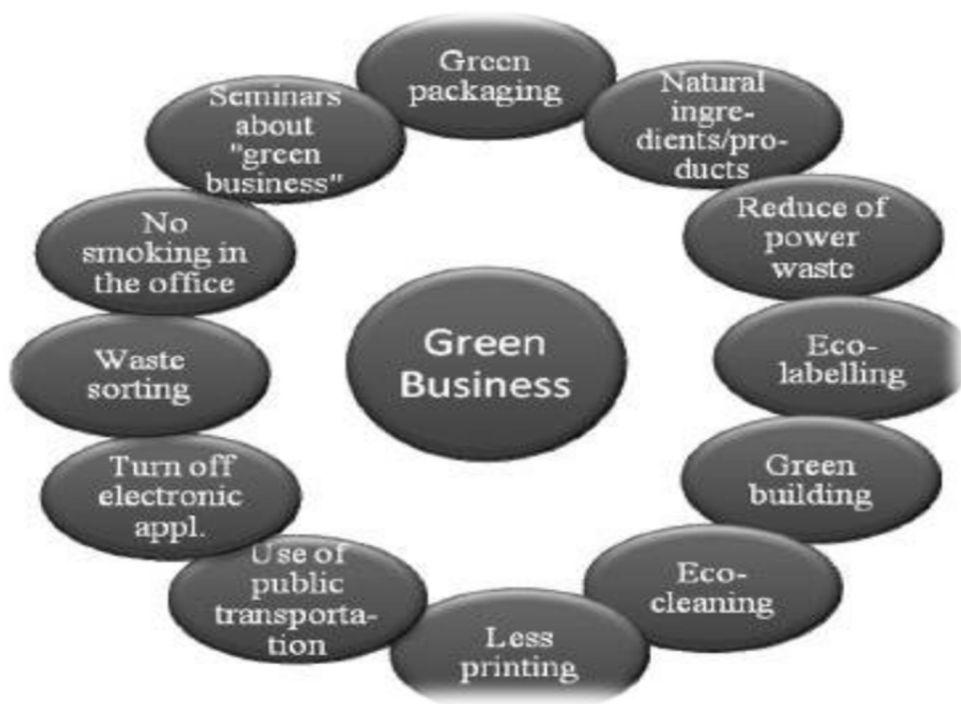 Green
packaging
Natural
ingre-
dients/pro-
ducts
Reduce of
power
waste
Eco-
labelling
Green
building
Eco-
cleaning
Less
printing
Use of
public
transporta-
tion
Turn off
electronic
appl.
Waste
sorting
No
smoking in
the office
Seminars
about
"green
business"
Green
Business